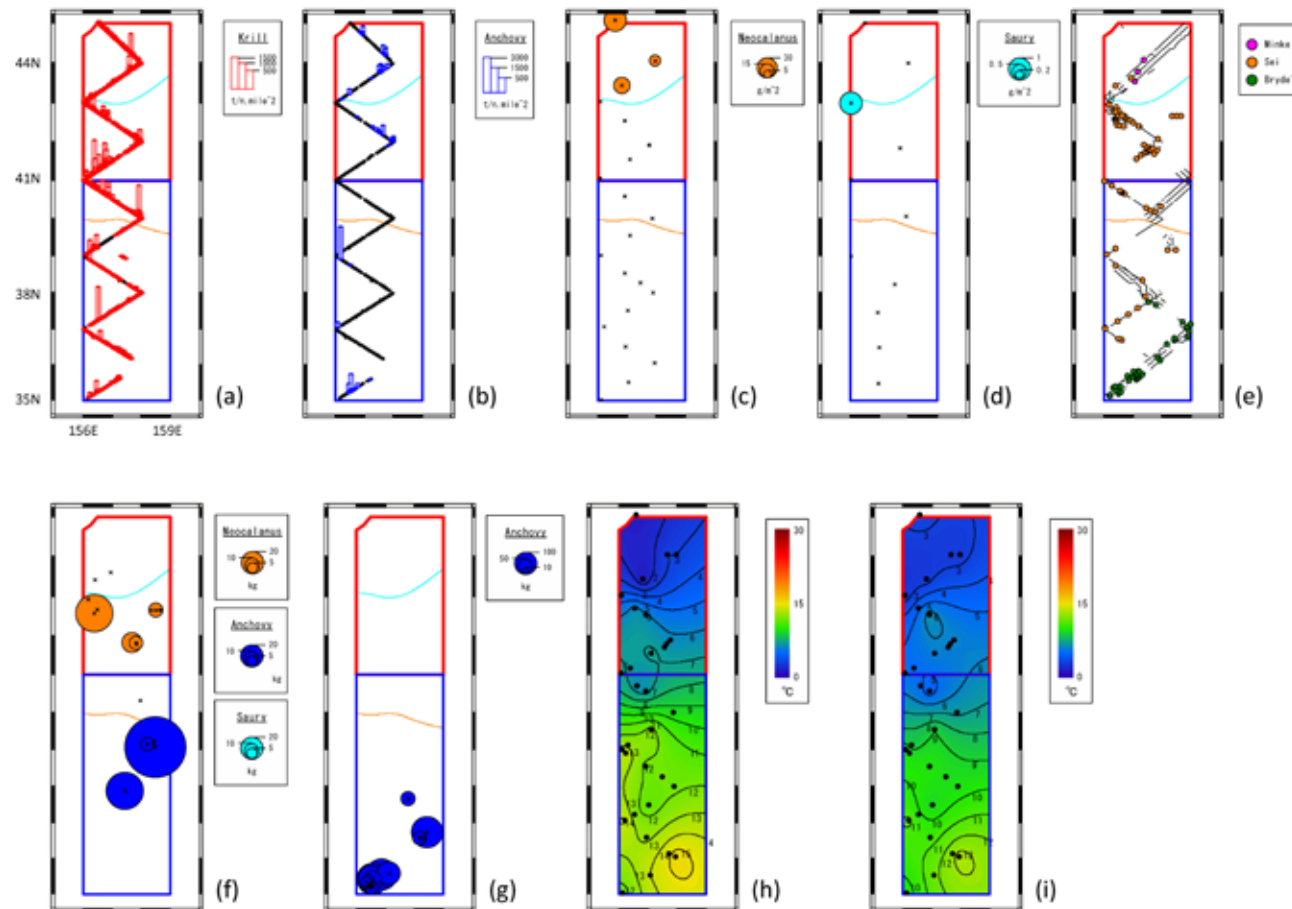 44N
41N
38N
35N
156E
159E
Krill
1500
1000
500
t/n.mile^2
(a)
Anchovy
3000
1500
500
t/n.mile^2
(b)
Neocalanus
15
30
5
g/m^2
(c)
Saury
0.5
1
0.2
g/m^2
(d)
Minke
Sei
Bryde'
(e)
Neocalanus
10
20
5
kg
Anchovy
10
20
5
kg
Saury
10
20
5
kg
(f)
Anchovy
50
100
10
kg
(g)
30
15
0
℃
(h)
30
15
0
℃
(i)